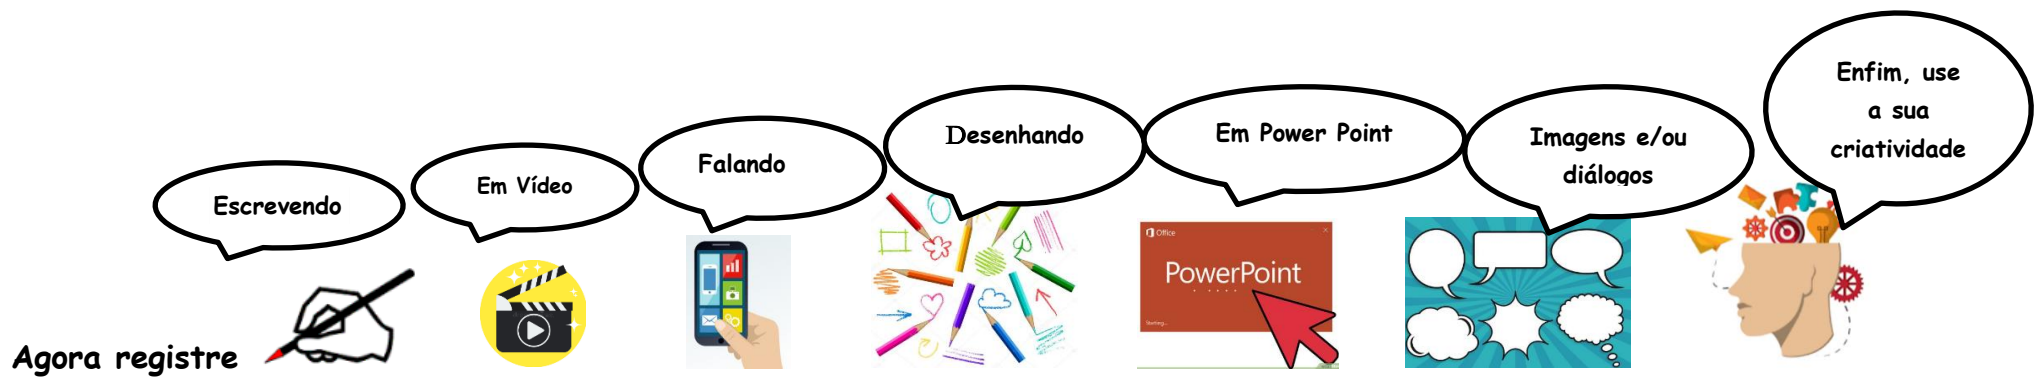 Agora registre
Escrevendo
Em Vídeo
Falando
Desenhando
Em Power Point
Imagens e/ou
diálogos
Enfim, use
a sua
criatividade
Office
PowerPoint
Starting...